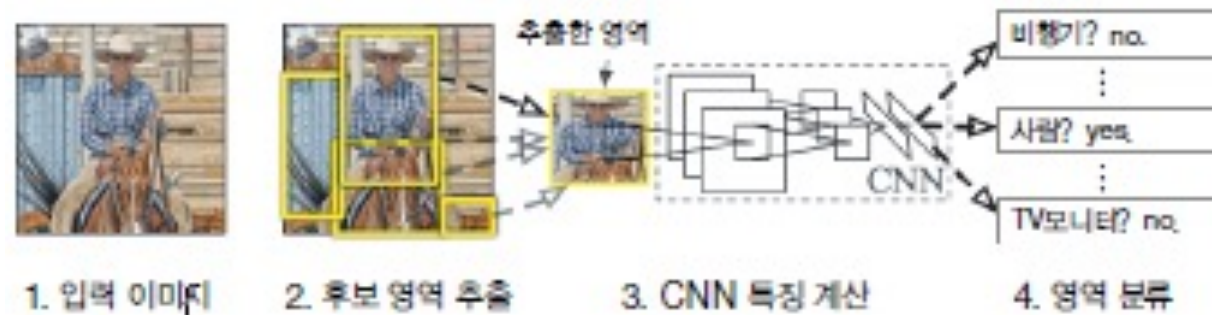 추출한 영역
비행기? no.
⋮
사람? yes.
⋮
TV모니터? no.
CNN
1. 입력 이미지
2. 후보 영역 추출
3. CNN 특징 계산
4. 영역 분류